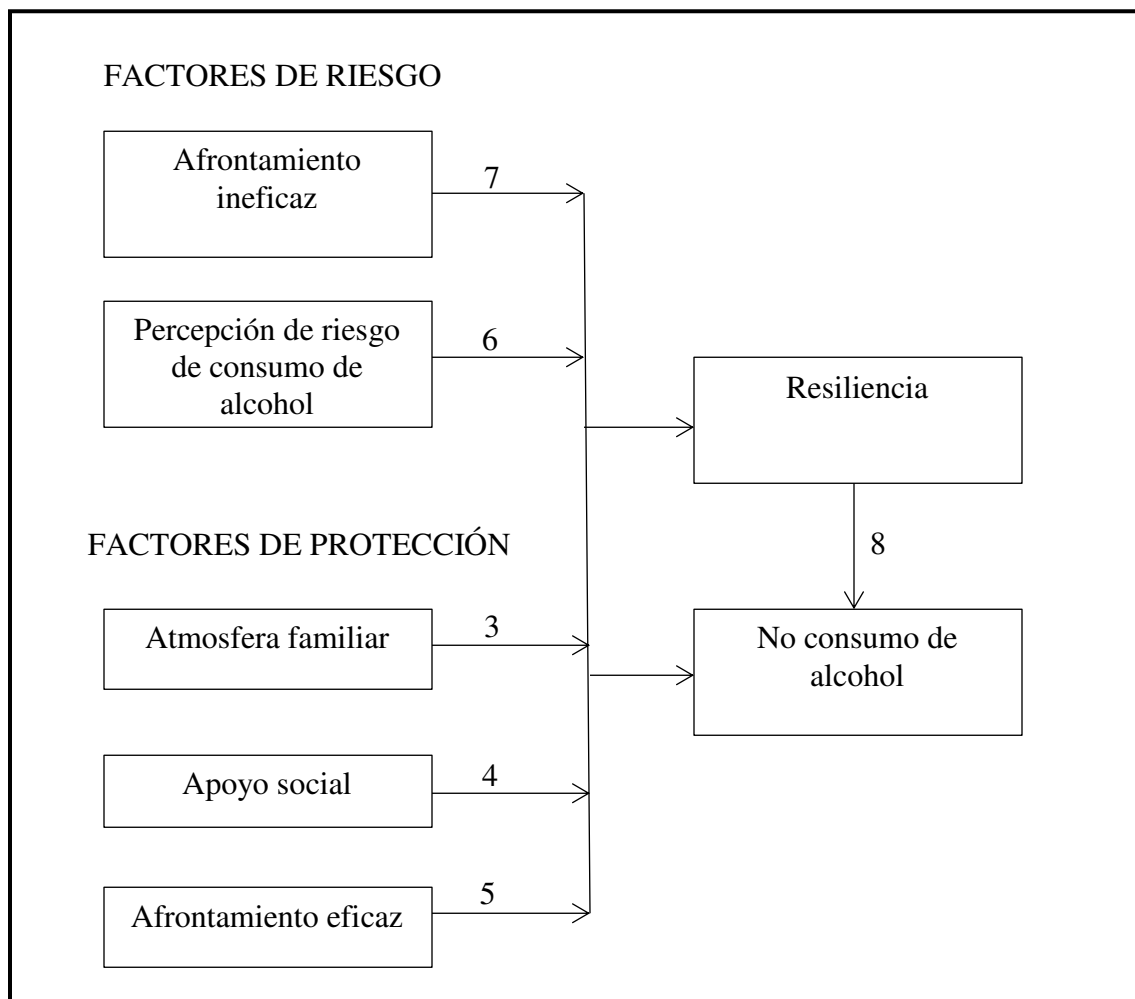 FACTORES DE RIESGO
Afrontamiento
ineficaz
7
Percepción de riesgo
de consumo de
alcohol
6
Resiliencia
8
FACTORES DE PROTECCIÓN
Atmosfera familiar
3
No consumo de
alcohol
Apoyo social
4
Afrontamiento eficaz
5